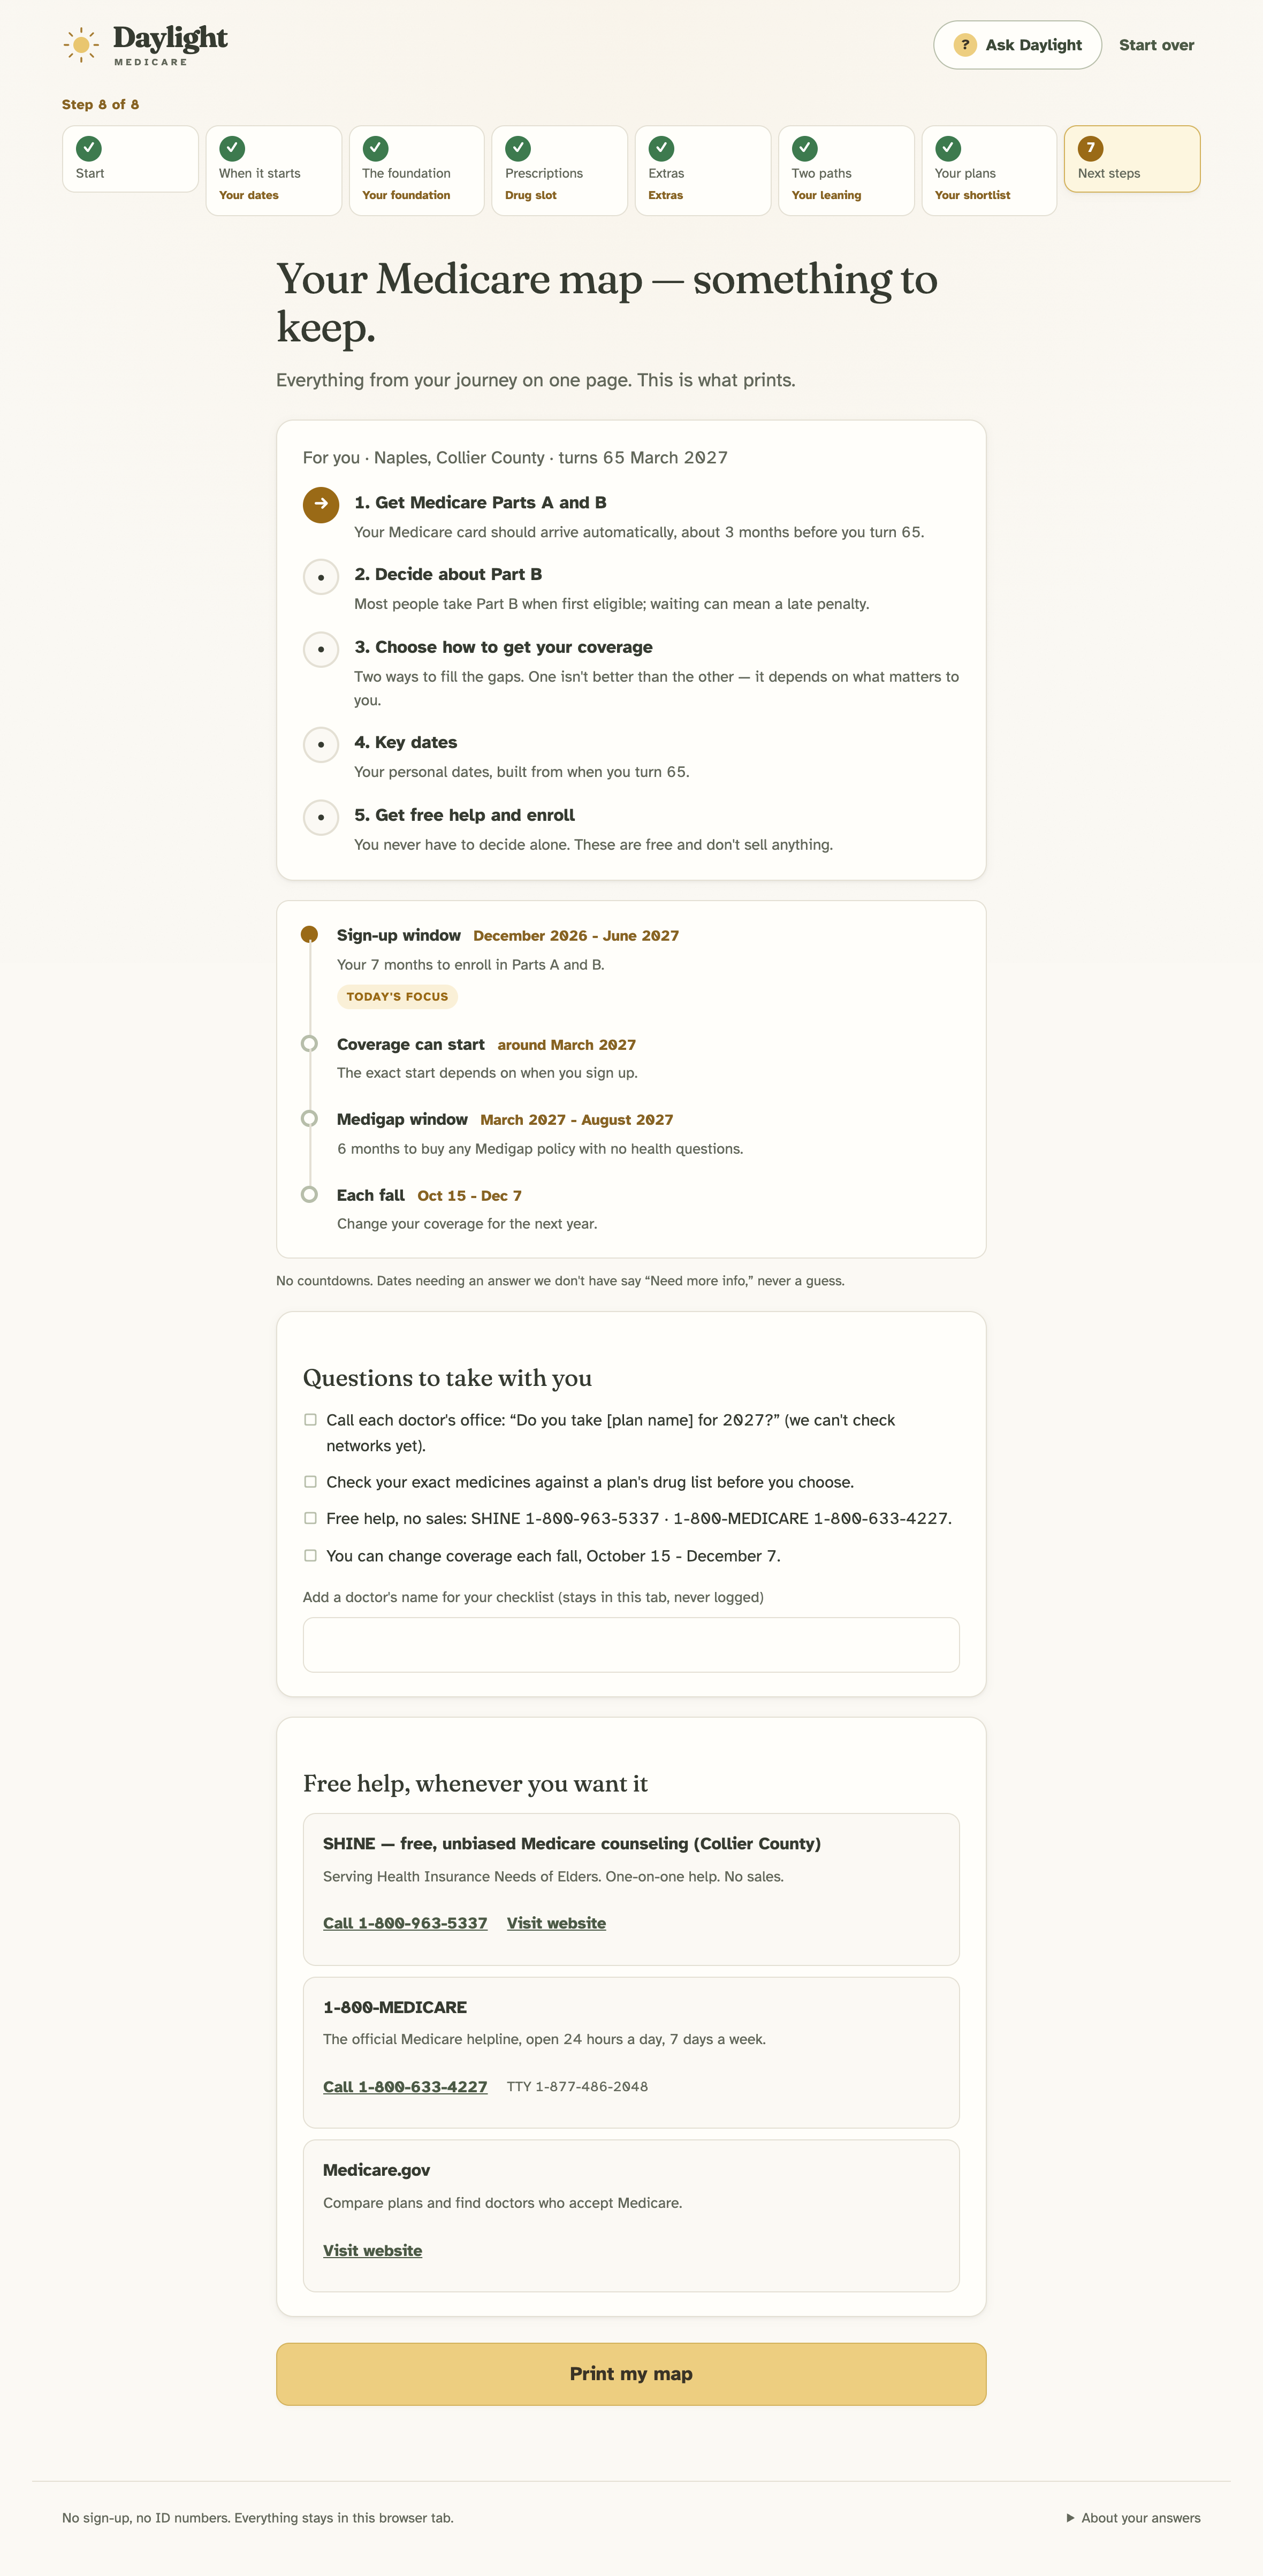 Daylight
MEDICARE
? Ask Daylight
Start over
Step 8 of 8
Start
When it starts
Your dates
The foundation
Your foundation
Prescriptions
Drug slot
Extras
Extras
Two paths
Your leaning
Your plans
Your shortlist
7
Next steps
Your Medicare map — something to
keep.
Everything from your journey on one page. This is what prints.
For you · Naples, Collier County · turns 65 March 2027
1. Get Medicare Parts A and B
Your Medicare card should arrive automatically, about 3 months before you turn 65.
2. Decide about Part B
Most people take Part B when first eligible; waiting can mean a late penalty.
3. Choose how to get your coverage
Two ways to fill the gaps. One isn't better than the other — it depends on what matters to
you.
4. Key dates
Your personal dates, built from when you turn 65.
5. Get free help and enroll
You never have to decide alone. These are free and don't sell anything.
Sign-up window December 2026 - June 2027
Your 7 months to enroll in Parts A and B.
TODAY'S FOCUS
Coverage can start around March 2027
The exact start depends on when you sign up.
Medigap window March 2027 - August 2027
6 months to buy any Medigap policy with no health questions.
Each fall Oct 15 - Dec 7
Change your coverage for the next year.
No countdowns. Dates needing an answer we don't have say “Need more info,” never a guess.
Questions to take with you
Call each doctor's office: “Do you take [plan name] for 2027?” (we can't check
networks yet).
Check your exact medicines against a plan's drug list before you choose.
Free help, no sales: SHINE 1-800-963-5337 · 1-800-MEDICARE 1-800-633-4227.
You can change coverage each fall, October 15 - December 7.
Add a doctor's name for your checklist (stays in this tab, never logged)
Free help, whenever you want it
SHINE — free, unbiased Medicare counseling (Collier County)
Serving Health Insurance Needs of Elders. One-on-one help. No sales.
Call 1-800-963-5337 Visit website
1-800-MEDICARE
The official Medicare helpline, open 24 hours a day, 7 days a week.
Call 1-800-633-4227 TTY 1-877-486-2048
Medicare.gov
Compare plans and find doctors who accept Medicare.
Visit website
Print my map
No sign-up, no ID numbers. Everything stays in this browser tab.
About your answers